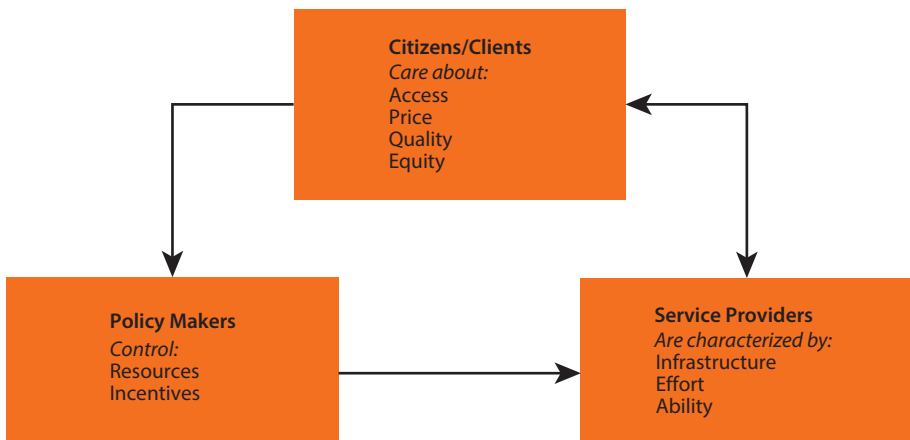 Citizens/Clients
Care about:
Access
Price
Quality
Equity
Policy Makers
Control:
Resources
Incentives
Service Providers
Are characterized by:
Infrastructure
Effort
Ability